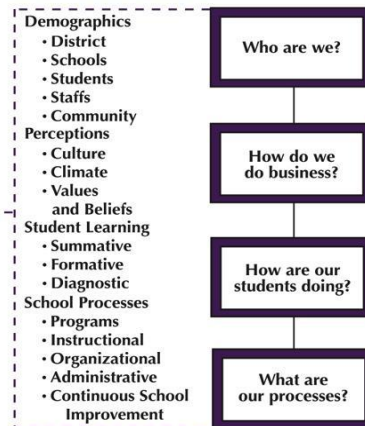 Demographics
• District
• Schools
• Students
• Staffs
• Community
Perceptions
• Culture
• Climate
• Values
and Beliefs
Student Learning
• Summative
• Formative
• Diagnostic
School Processes
• Programs
• Instructional
• Organizational
• Administrative
• Continuous School
Improvement
Who are we?
How do we
do business?
How are our
students doing?
What are
our processes?